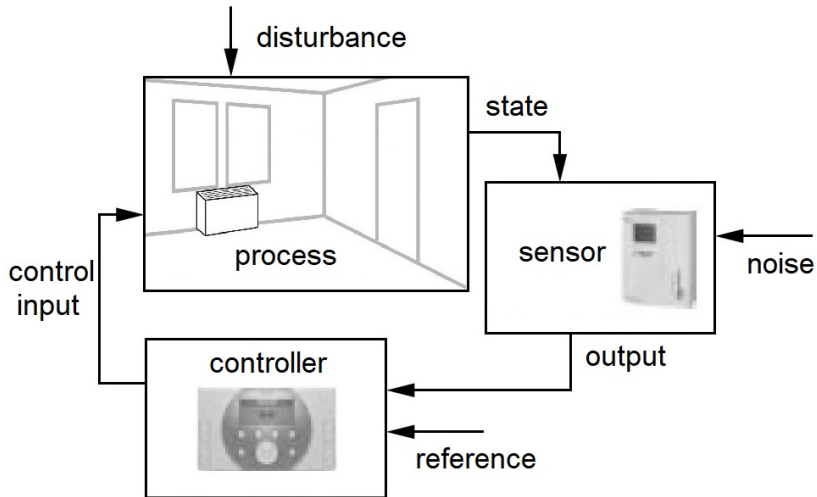 disturbance
state
process
sensor
noise
control
input
controller
output
reference